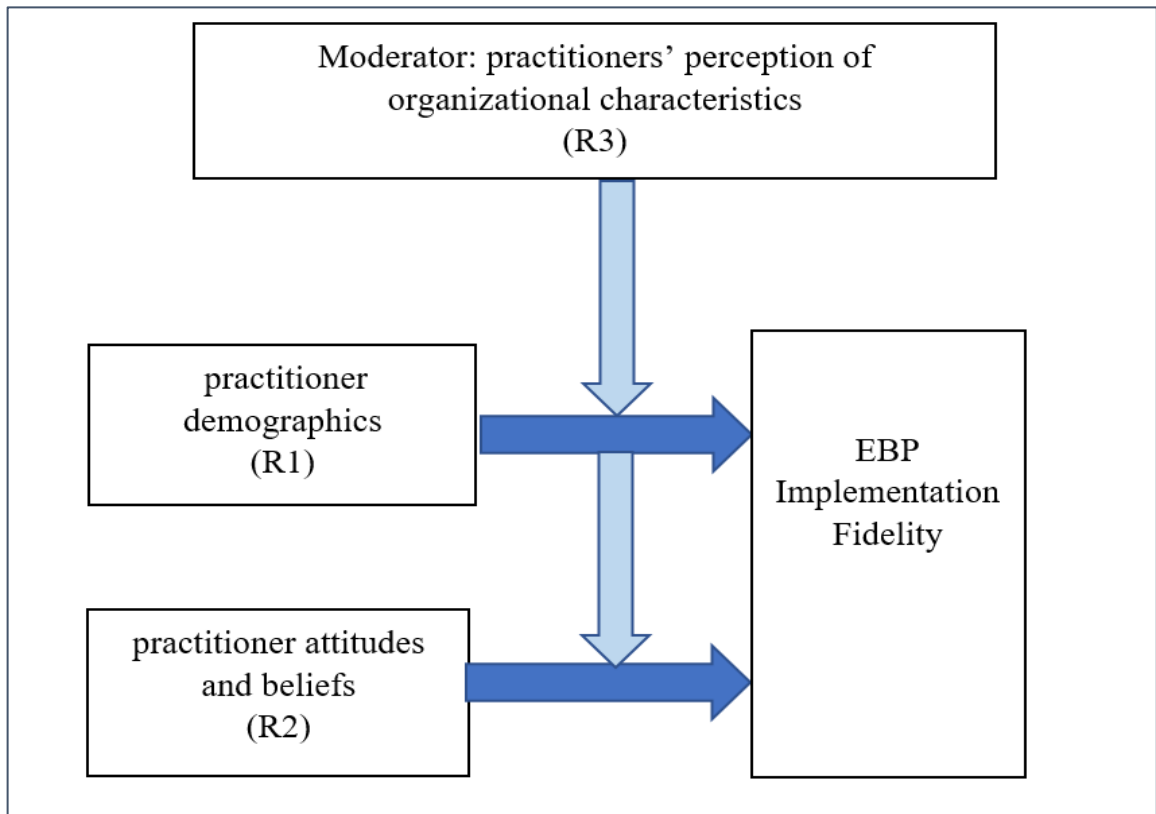 Moderator: practitioners’ perception of
organizational characteristics
(R3)
practitioner
demographics
(R1)
EBP
Implementation
Fidelity
practitioner attitudes
and beliefs
(R2)